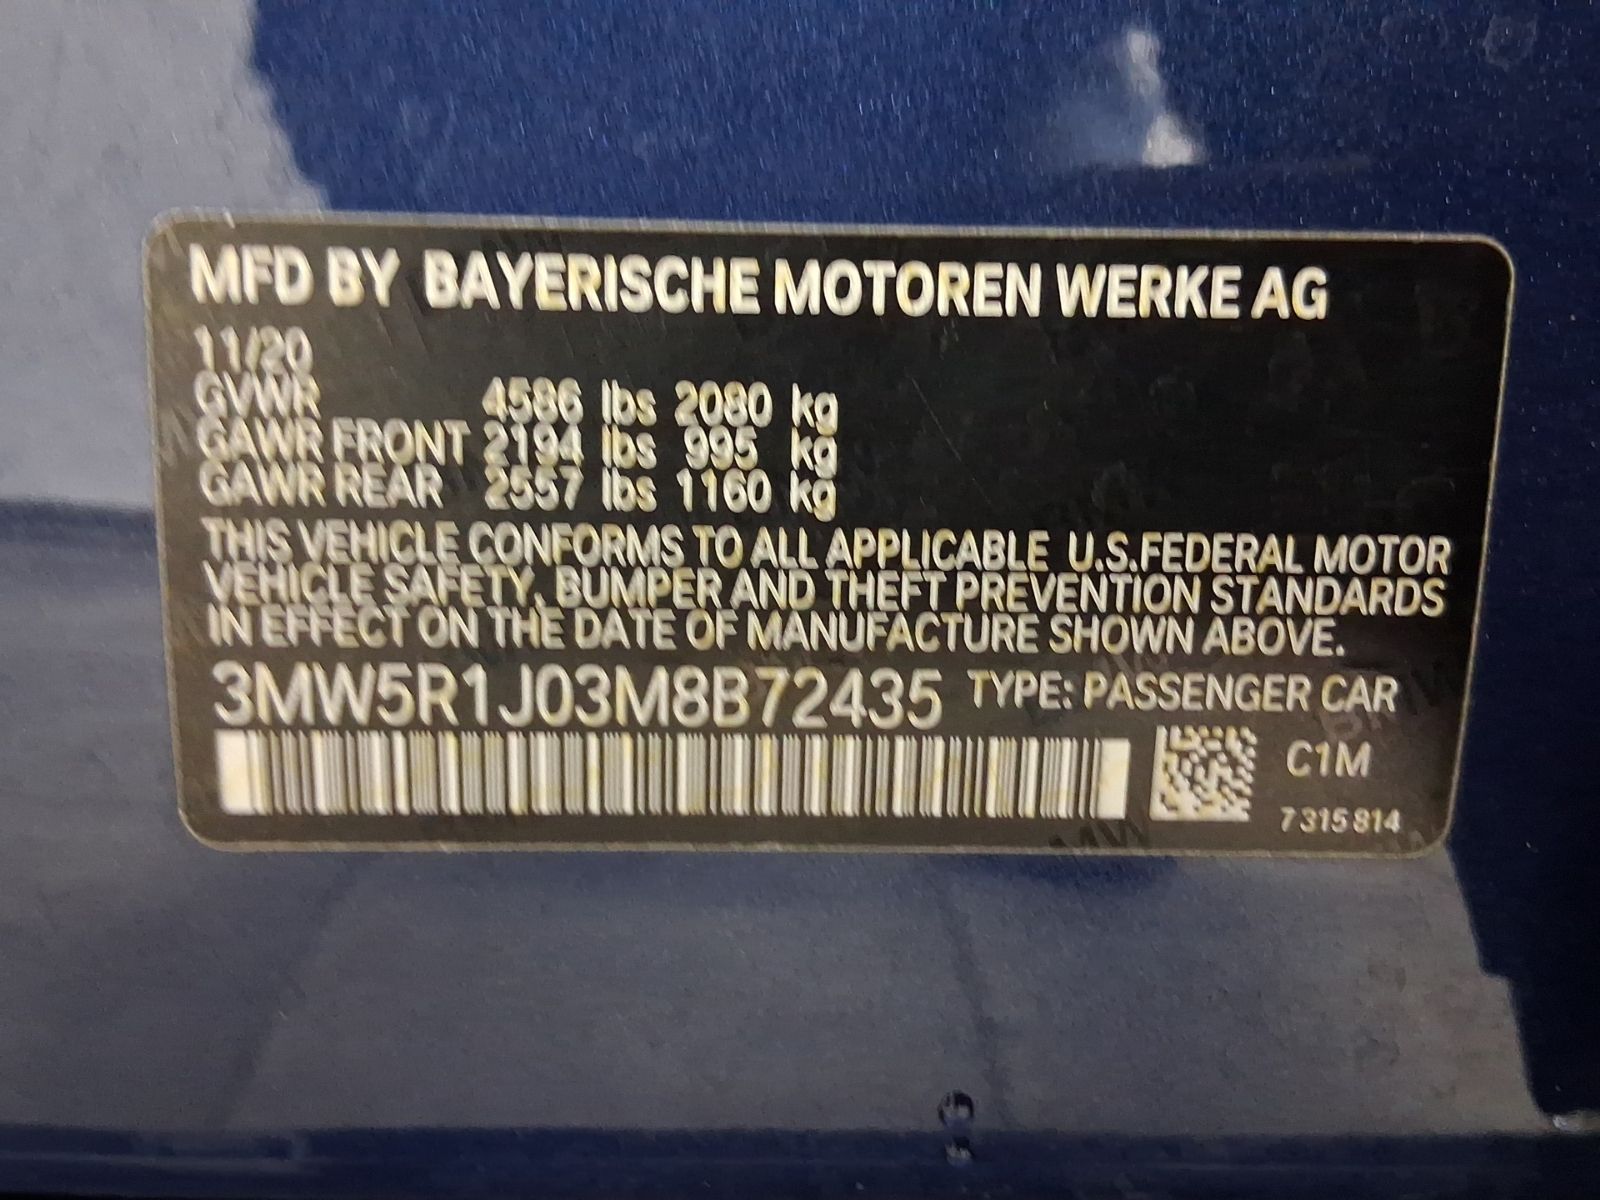 MFD BY BAYERISCHE MOTOREN WERKE AG
11/20
GVWR 4586 lbs 2080 kg
GAWR FRONT 2194 lbs 995 kg
GAWR REAR 2557 lbs 1160 kg
THIS VEHICLE CONFORMS TO ALL APPLICABLE U.S.FEDERAL MOTOR
VEHICLE SAFETY, BUMPER AND THEFT PREVENTION STANDARDS
IN EFFECT ON THE DATE OF MANUFACTURE SHOWN ABOVE.
3MW5R1J03M8B72435 TYPE: PASSENGER CAR
C1M
7315814